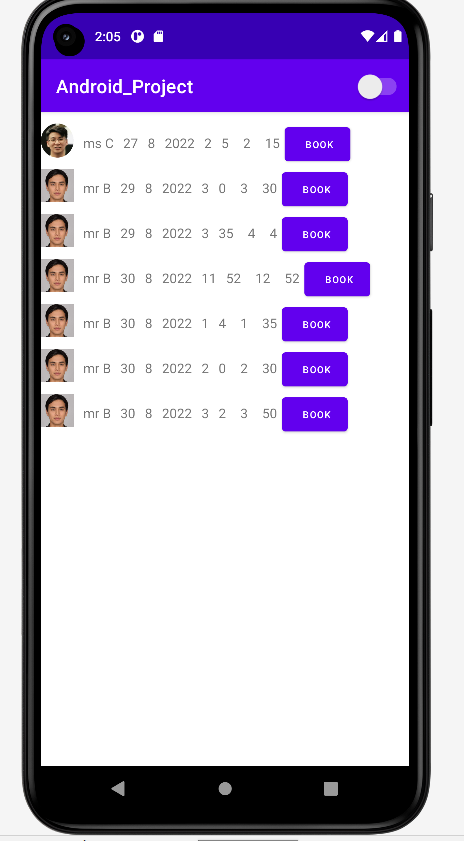 2:05
Android_Project
ms C 27 8 2022 2 5 2 15 BOOK
mr B 29 8 2022 3 0 3 30 BOOK
mr B 29 8 2022 3 35 4 4 BOOK
mr B 30 8 2022 11 52 12 52 BOOK
mr B 30 8 2022 1 4 1 35 BOOK
mr B 30 8 2022 2 0 2 30 BOOK
mr B 30 8 2022 3 2 3 50 BOOK